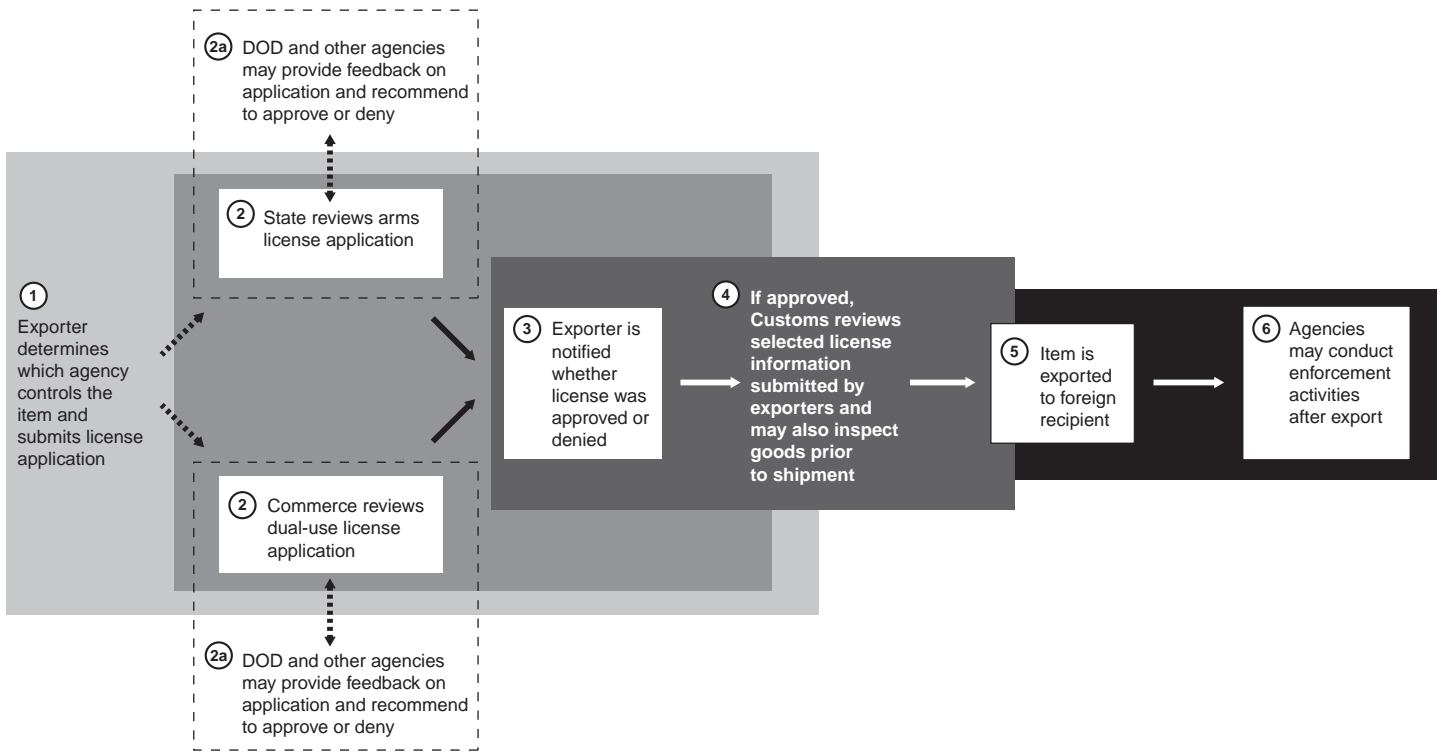 1
Exporter
determines
which agency
controls the
item and
submits license
application
2a DOD and other agencies
may provide feedback on
application and recommend
to approve or deny
2 State reviews arms
license application
2 Commerce reviews
dual-use license
application
2a DOD and other agencies
may provide feedback on
application and recommend
to approve or deny
3 Exporter is
notified
whether
license was
approved or
denied
4 If approved,
Customs reviews
selected license
information
submitted by
exporters and
may also inspect
goods prior
to shipment
5 Item is
exported
to foreign
recipient
6 Agencies
may conduct
enforcement
activities
after export